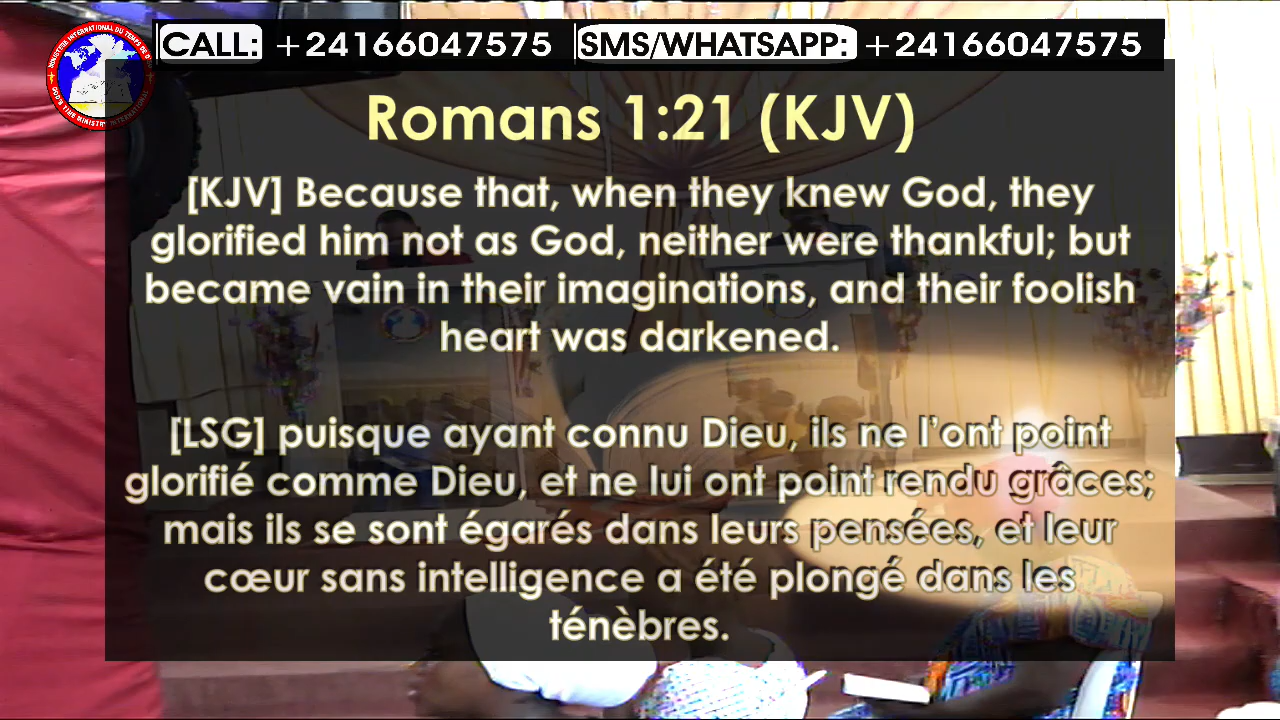 CALL: +24166047575 SMS/WHATSAPP: +24166047575
Romans 1:21 (KJV)
[KJV] Because that, when they knew God, they
glorified him not as God, neither were thankful; but
became vain in their imaginations, and their foolish
heart was darkened.
[LSG] puisque ayant connu Dieu, ils ne l'ont point
glorifié comme Dieu, et ne lui ont point rendu grâces;
mais ils se sont égarés dans leurs pensées, et leur
cœur sans intelligence a été plongé dans les
ténèbres.